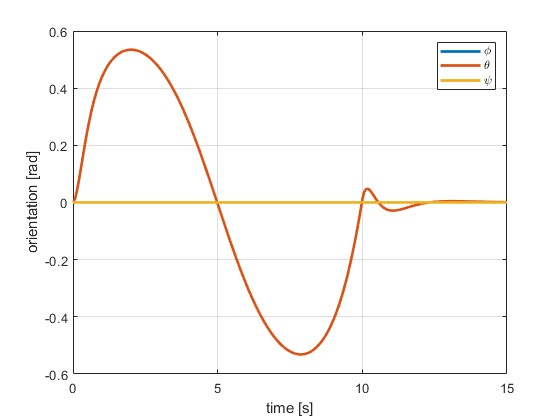 0.6
0.4
0.2
0
-0.2
-0.4
-0.6
0
5
10
15
orientation [rad]
time [s]
ϕ
θ
ψ